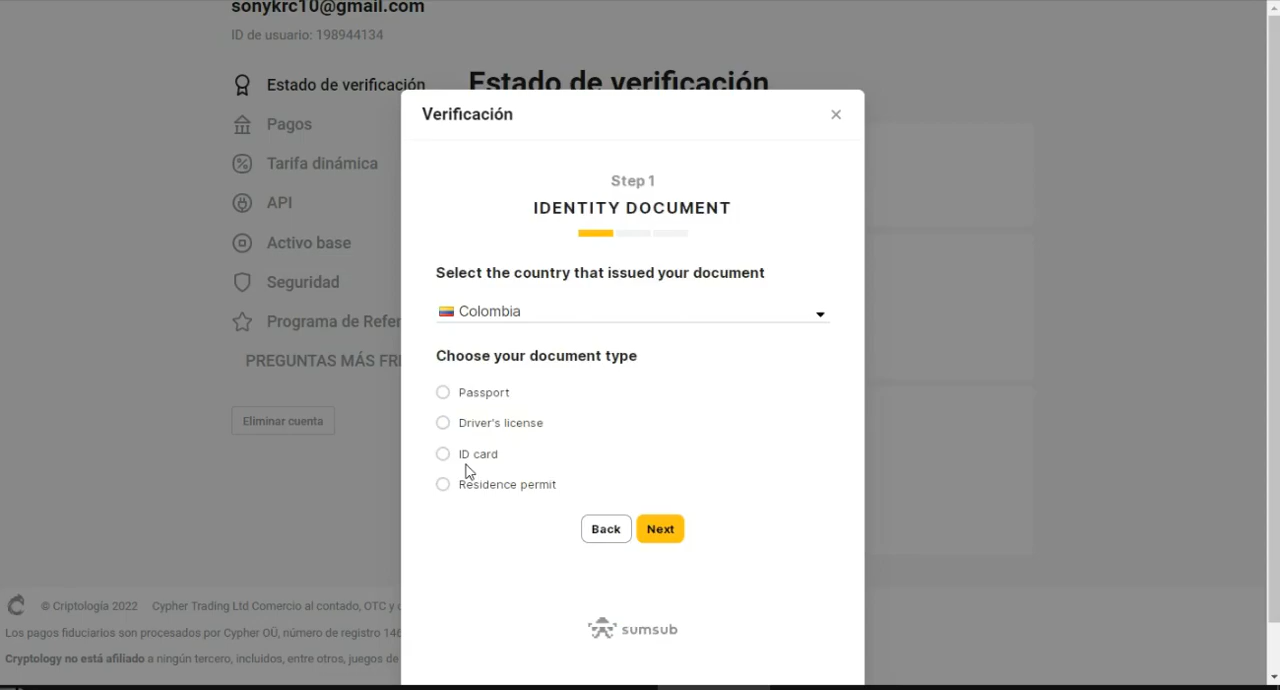 sonykrc10@gmail.com
ID de usuario: 198944134
Estado de verificación
Pagos
Tarifa dinámica
API
Activo base
Seguridad
Programa de Refer
PREGUNTAS MÁS FRE
Eliminar cuenta
Estado de verificación
Verificación
Step 1
IDENTITY DOCUMENT
Select the country that issued your document
Colombia
Choose your document type
Passport
Driver's license
ID card
Residence permit
Back
Next
sumsub
© Criptología 2022 Cypher Trading Ltd Comercio al contado, OTC y
Los pagos fiduciarios son procesados por Cypher OÜ, número de registro 146
Cryptology no está afiliado a ningún tercero, incluidos, entre otros, juegos de